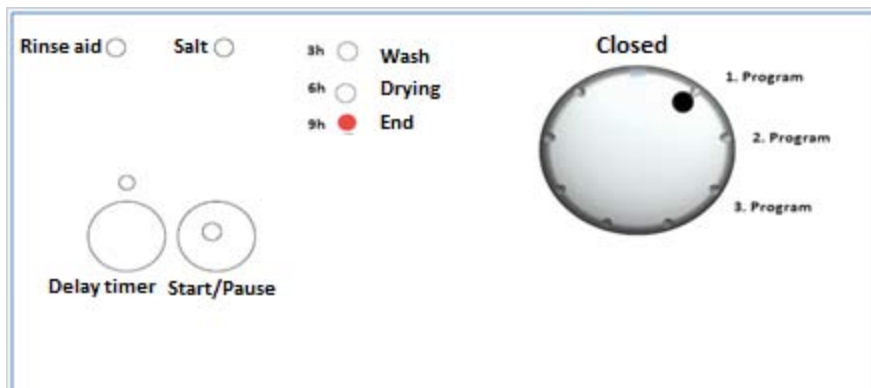 Rinse aid
Salt
3h Wash
6h Drying
9h End
Closed
1. Program
2. Program
3. Program
Delay timer
Start/Pause